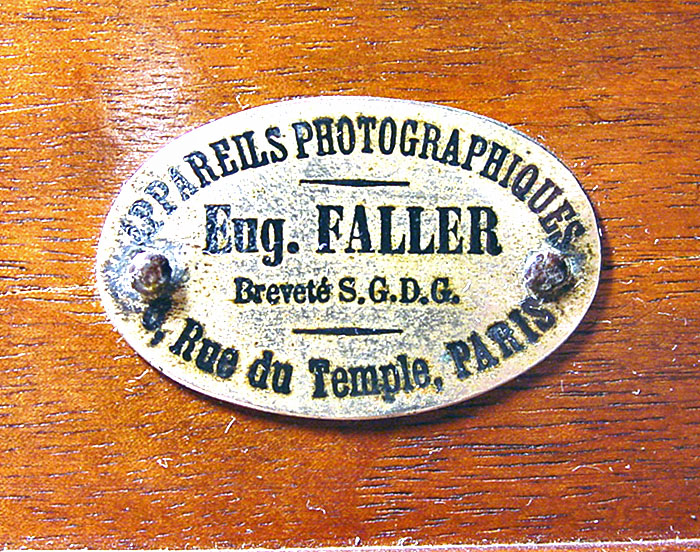 APPAREILS PHOTOGRAPHIQUES
Eug. FALLER
Breveté S.G.D.G.
Rue du Temple, PARIS